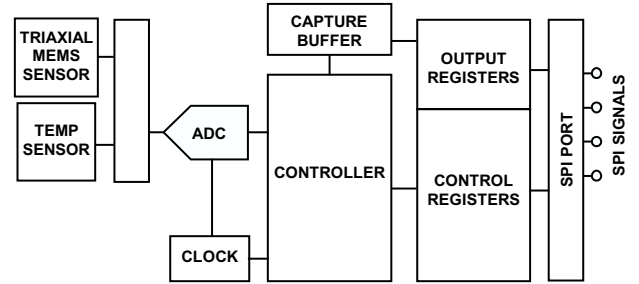 TRIAXIAL
MEMS
SENSOR
TEMP
SENSOR
ADC
CLOCK
CAPTURE
BUFFER
CONTROLLER
OUTPUT
REGISTERS
CONTROL
REGISTERS
SPI PORT
SPI SIGNALS